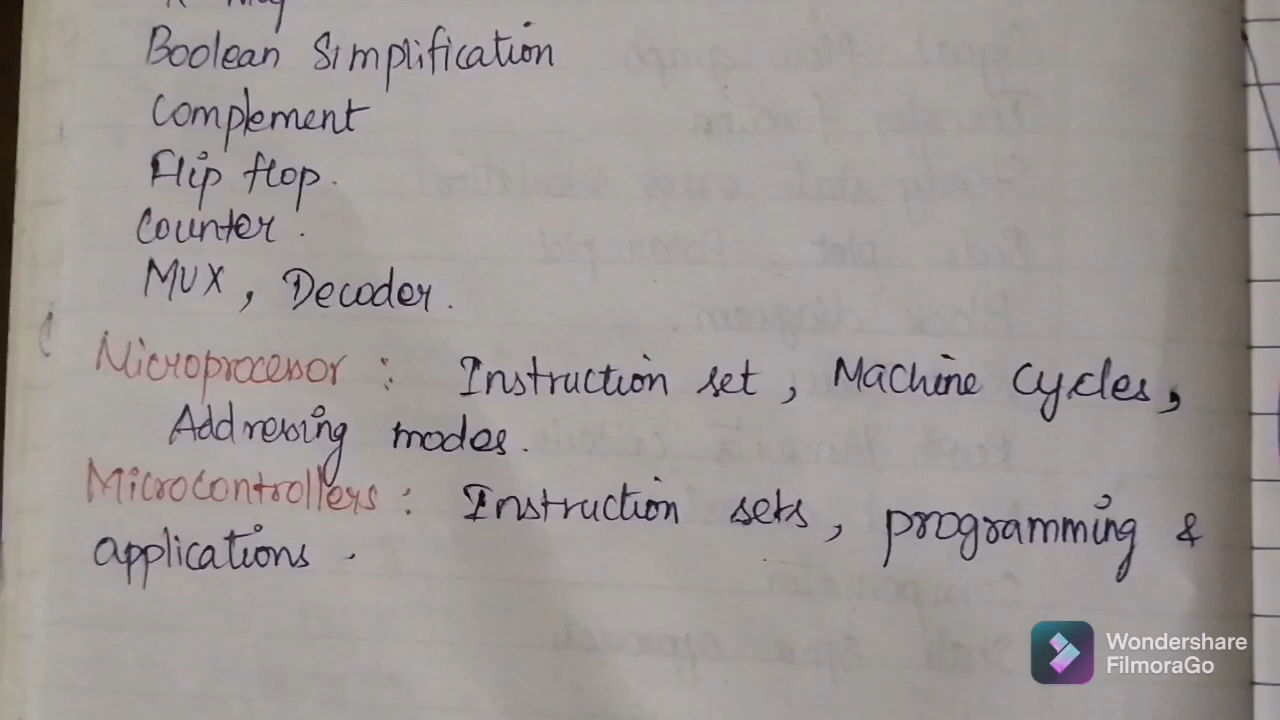 Boolean Simplification
Complement
Flip flop.
Counter.
MUX, Decoder.
Microprocessor : Instruction set, Machine Cycles,
Addressing modes.
Microcontrollers : Instruction sets, programming &
applications.
Wondershare
FilmoraGo